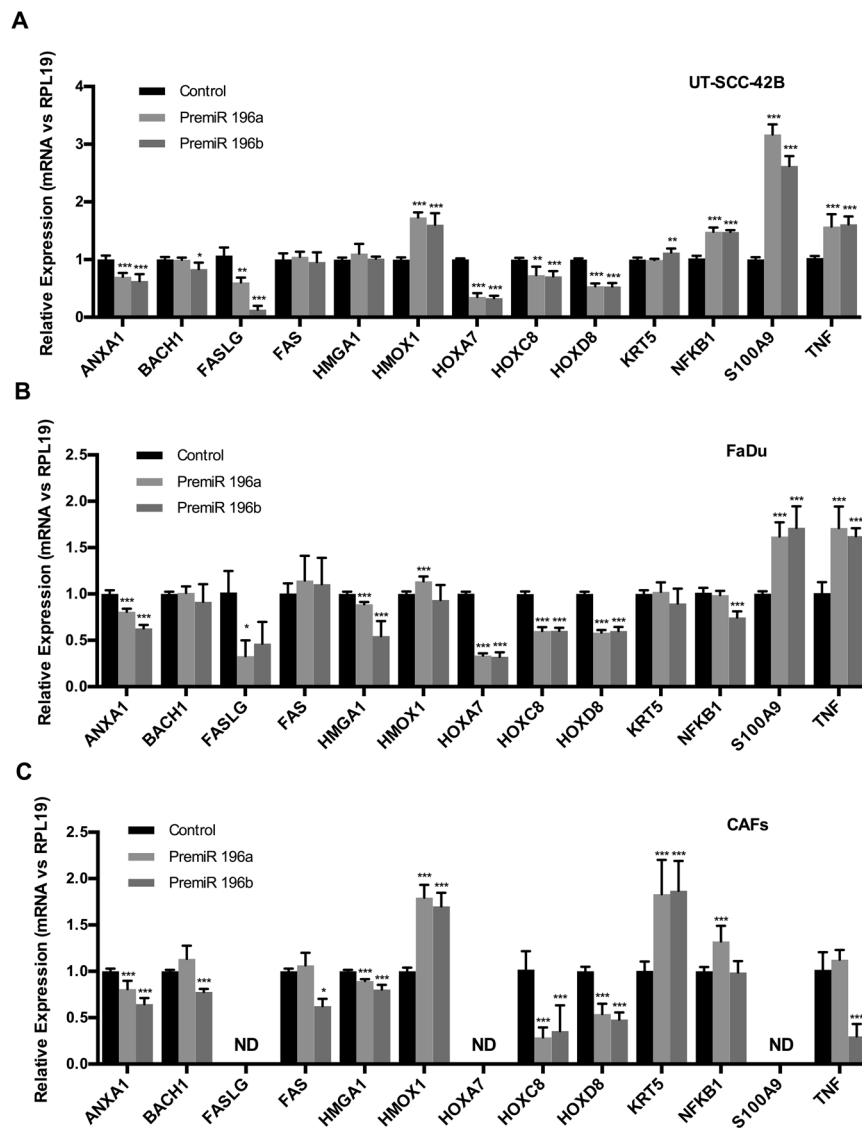 A
UT-SCC-42B
Control
PremiR 196a
PremiR 196b
Relative Expression (mRNA vs RPL19)
4
3
2
1
0
*** *** * ** *** *** *** *** *** ** *** *** *** ** *** *** *** *** *** ***
ANXA1 BACH1 FASLG FAS HMGA1 HMOX1 HOXA7 HOXC8 HOXD8 KRT5 NFKB1 S100A9 TNF
B
FaDu
Control
PremiR 196a
PremiR 196b
Relative Expression (mRNA vs RPL19)
2.5
2.0
1.5
1.0
0.5
0.0
*** *** * *** *** *** *** *** *** *** *** *** *** *** *** *** ***
ANXA1 BACH1 FASLG FAS HMGA1 HMOX1 HOXA7 HOXC8 HOXD8 KRT5 NFKB1 S100A9 TNF
C
CAFs
Control
PremiR 196a
PremiR 196b
Relative Expression (mRNA vs RPL19)
2.5
2.0
1.5
1.0
0.5
0.0
*** *** *** ND * *** *** *** *** ND *** *** *** *** *** *** *** ND ***
ANXA1 BACH1 FASLG FAS HMGA1 HMOX1 HOXA7 HOXC8 HOXD8 KRT5 NFKB1 S100A9 TNF